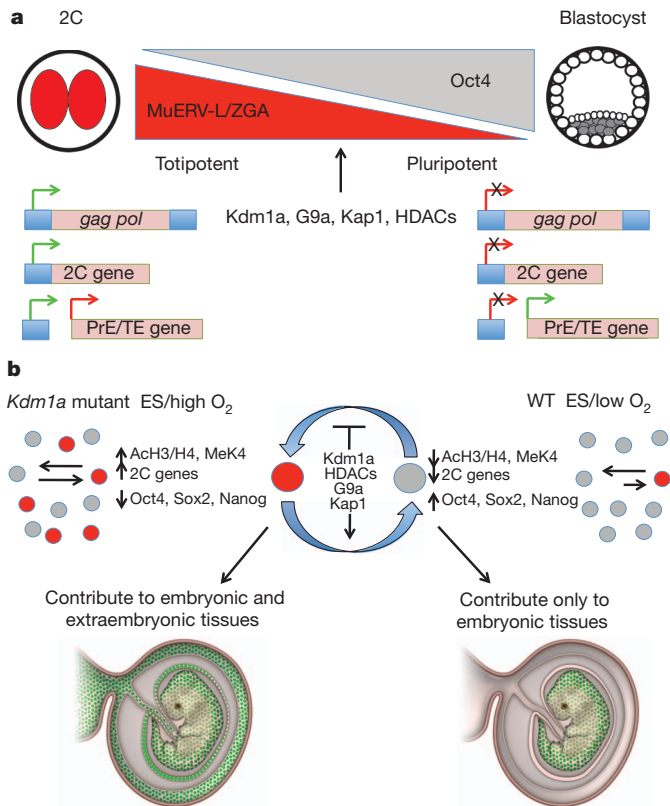 a
2C
Blastocyst
Oct4
MuERV-L/ZGA
Totipotent
Pluripotent
Kdm1a, G9a, Kap1, HDACs
gag pol
2C gene
PrE/TE gene
X
gag pol
X
2C gene
X
PrE/TE gene
b
Kdm1a mutant ES/high O2
AcH3/H4, MeK4
2C genes
Oct4, Sox2, Nanog
Kdm1a
HDACs
G9a
Kap1
AcH3/H4, MeK4
2C genes
Oct4, Sox2, Nanog
WT ES/low O2
Contribute to embryonic and
extraembryonic tissues
Contribute only to
embryonic tissues